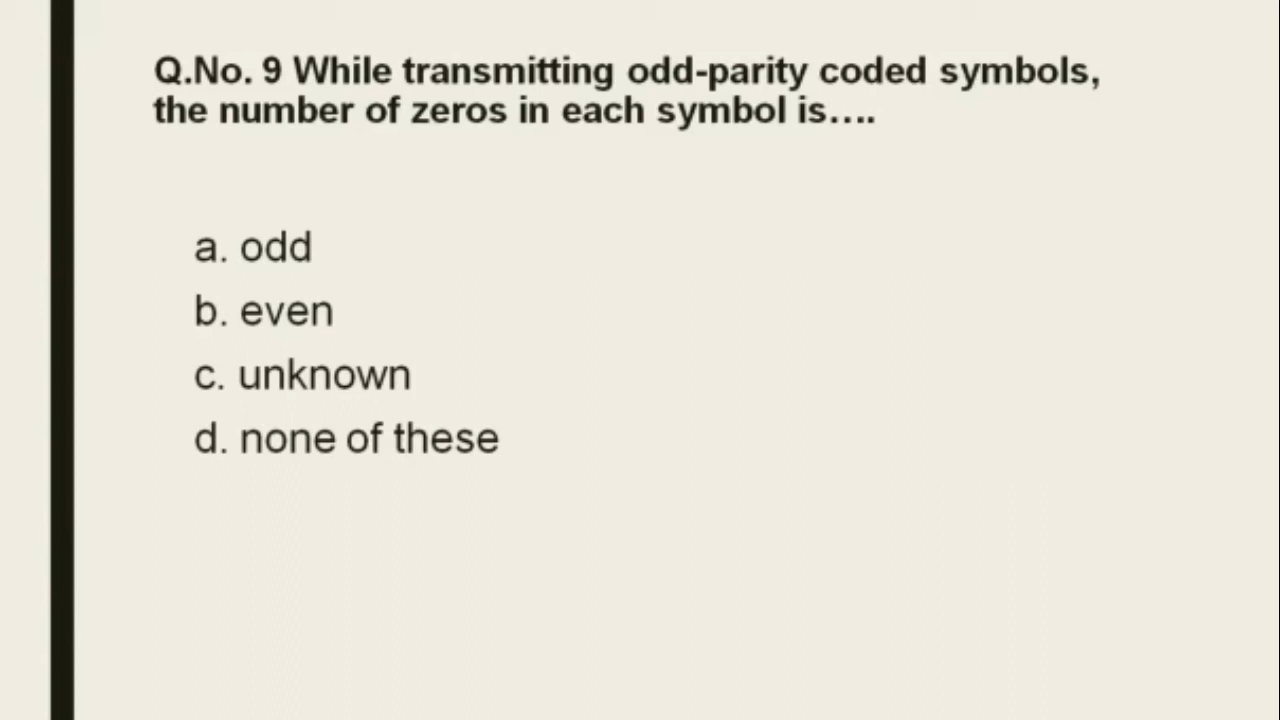 Q.No. 9 While transmitting odd-parity coded symbols,
the number of zeros in each symbol is....
a. odd
b. even
c. unknown
d. none of these